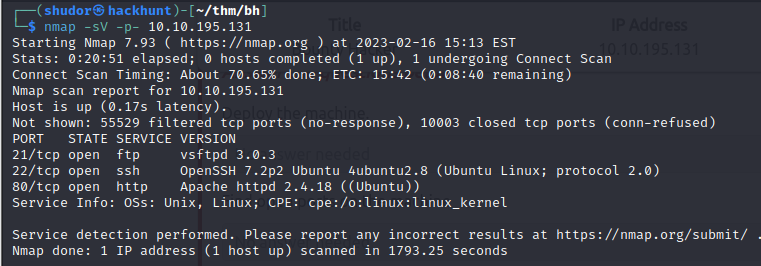 ┌──(shudor㉿hackhunt)-[~/thm/bh]
└─$ nmap -sV -p- 10.10.195.131
Starting Nmap 7.93 ( https://nmap.org ) at 2023-02-16 15:13 EST
Stats: 0:20:51 elapsed; 0 hosts completed (1 up), 1 undergoing Connect Scan
Connect Scan Timing: About 70.65% done; ETC: 15:42 (0:08:40 remaining)
Nmap scan report for 10.10.195.131
Host is up (0.17s latency).
Not shown: 55529 filtered tcp ports (no-response), 10003 closed tcp ports (conn-refused)
PORT   STATE SERVICE VERSION
21/tcp open  ftp     vsftpd 3.0.3
22/tcp open  ssh     OpenSSH 7.2p2 Ubuntu 4ubuntu2.8 (Ubuntu Linux; protocol 2.0)
80/tcp open  http    Apache httpd 2.4.18 ((Ubuntu))
Service Info: OSs: Unix, Linux; CPE: cpe:/o:linux:linux_kernel

Service detection performed. Please report any incorrect results at https://nmap.org/submit/ .
Nmap done: 1 IP address (1 host up) scanned in 1793.25 seconds
Title
IP Address
10.10.195.131
Deploy the machine